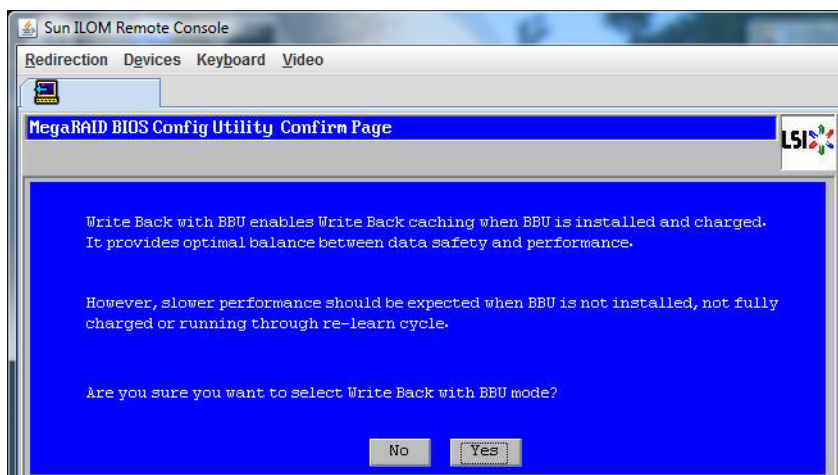 Sun ILOM Remote Console
Redirection Devices Keyboard Video
MegaRAID BIOS Config Utility Confirm Page
LSI
Write Back with BBU enables Write Back caching when BBU is installed and charged.
It provides optimal balance between data safety and performance.
However, slower performance should be expected when BBU is not installed, not fully
charged or running through re-learn cycle.
Are you sure you want to select Write Back with BBU mode?
No Yes